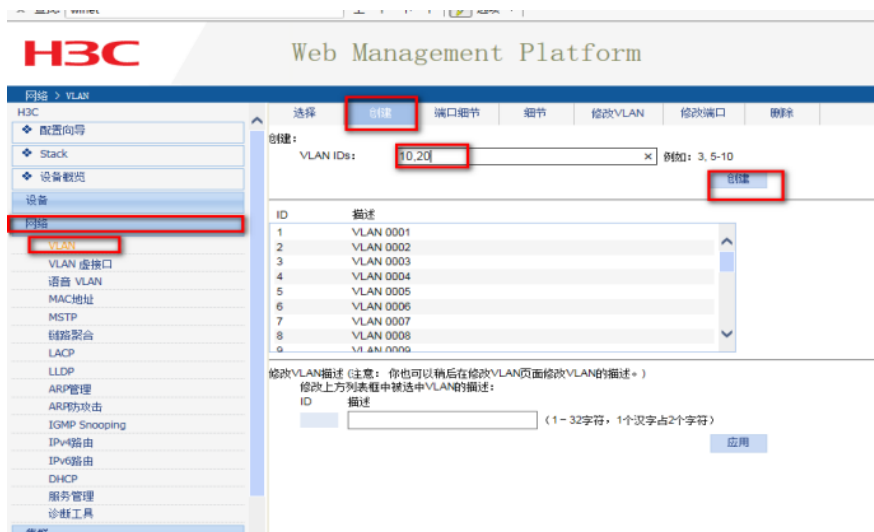 H3C Web Management Platform
网络 > VLAN
H3C
配置向导
Stack
设备概览
设备
网络
VLAN
VLAN 虚接口
语音 VLAN
MAC地址
MSTP
链路聚合
LACP
LLDP
ARP管理
ARP防攻击
IGMP Snooping
IPv4路由
IPv6路由
DHCP
服务管理
诊断工具
选择 创建 端口细节 细节 修改VLAN 修改端口 删除
创建：
VLAN IDs: 10,20 × 例如: 3, 5-10
创建
ID 描述
1 VLAN 0001
2 VLAN 0002
3 VLAN 0003
4 VLAN 0004
5 VLAN 0005
6 VLAN 0006
7 VLAN 0007
8 VLAN 0008
9 VLAN 0009
修改VLAN描述（注意： 你也可以稍后在修改VLAN页面修改VLAN的描述。）
修改上方列表框中被选中VLAN的描述：
ID 描述
（1－32字符，1个汉字占2个字符）
应用